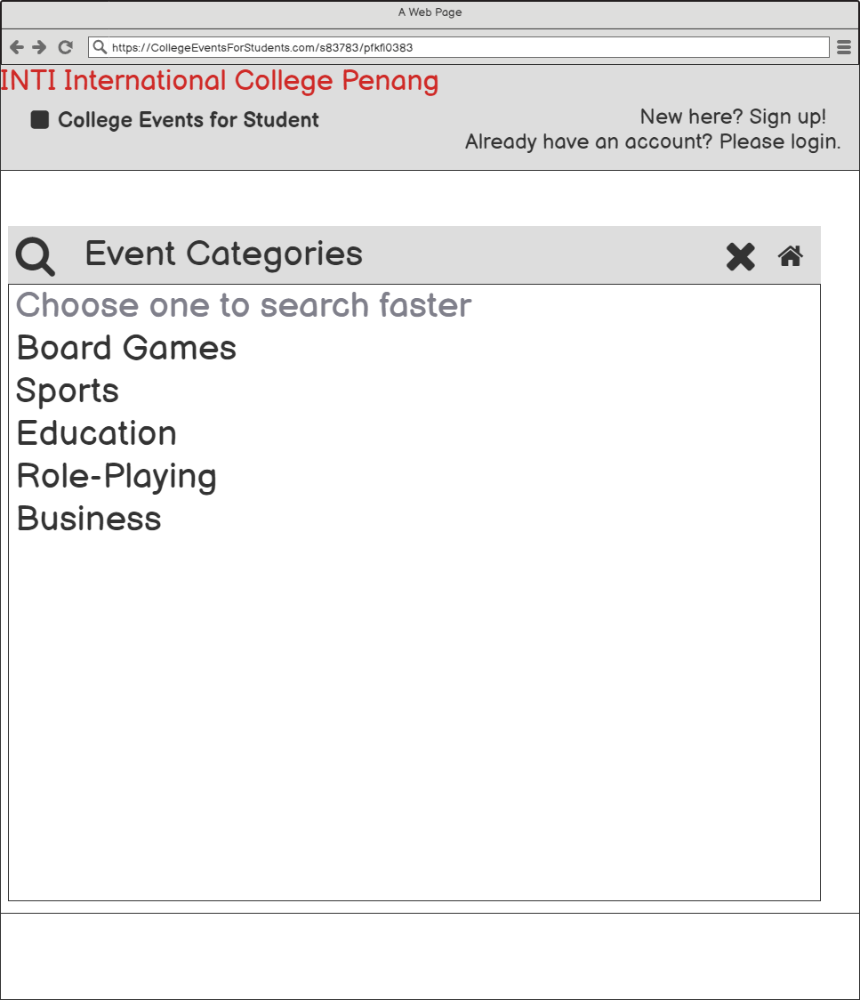 A Web Page
https://CollegeEventsForStudents.com/s83783/pfkfi0383
INTI International College Penang
College Events for Student
New here? Sign up!
Already have an account? Please login.
Event Categories
Choose one to search faster
Board Games
Sports
Education
Role-Playing
Business